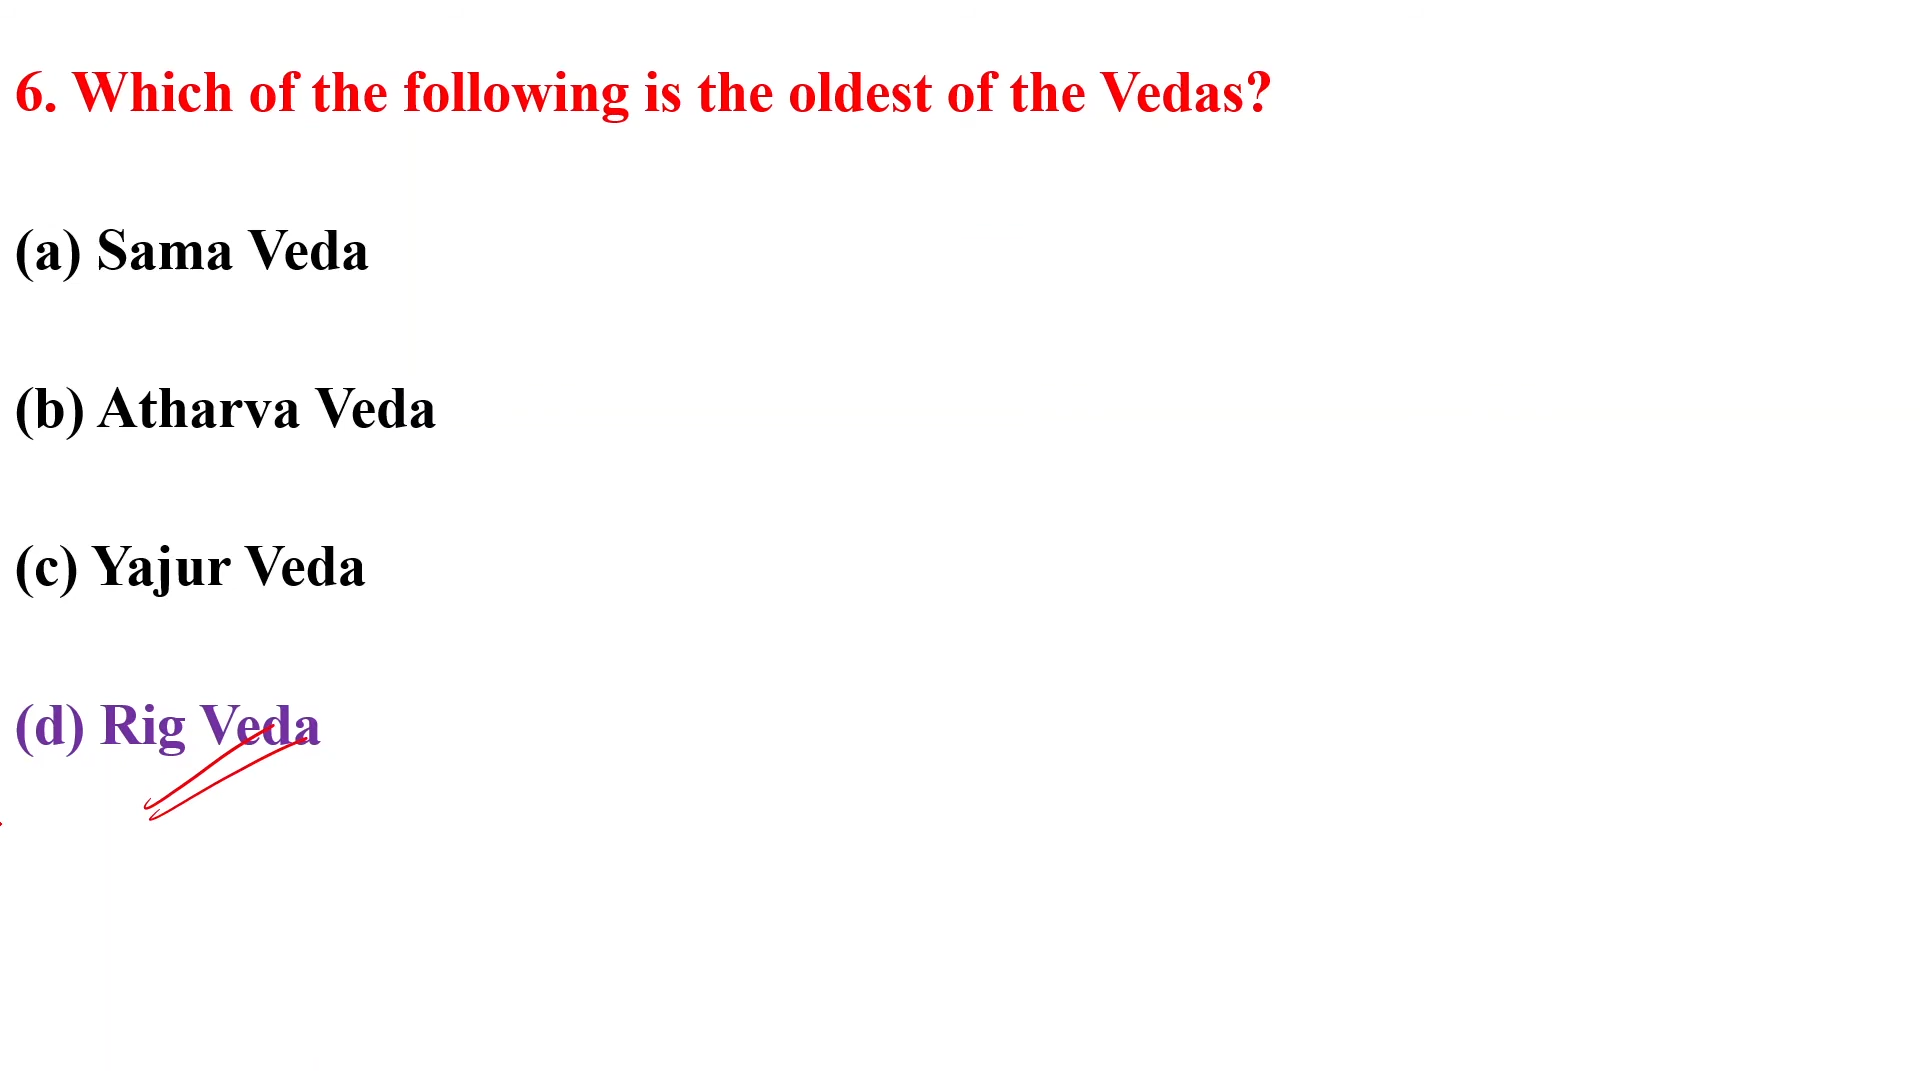 6. Which of the following is the oldest of the Vedas?
(a) Sama Veda
(b) Atharva Veda
(c) Yajur Veda
(d) Rig Veda